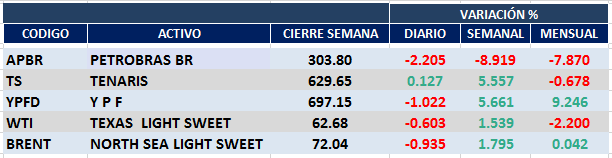 VARIACIÓN %
CODIGO ACTIVO CIERRE SEMANA DIARIO SEMANAL MENSUAL
APBR PETROBRAS BR 303.80 -2.205 -8.919 -7.870
TS TENARIS 629.65 0.127 5.557 -0.678
YPFD Y P F 697.15 -1.022 5.661 9.246
WTI TEXAS LIGHT SWEET 62.68 -0.603 1.539 -2.200
BRENT NORTH SEA LIGHT SWEET 72.04 -0.935 1.795 0.042